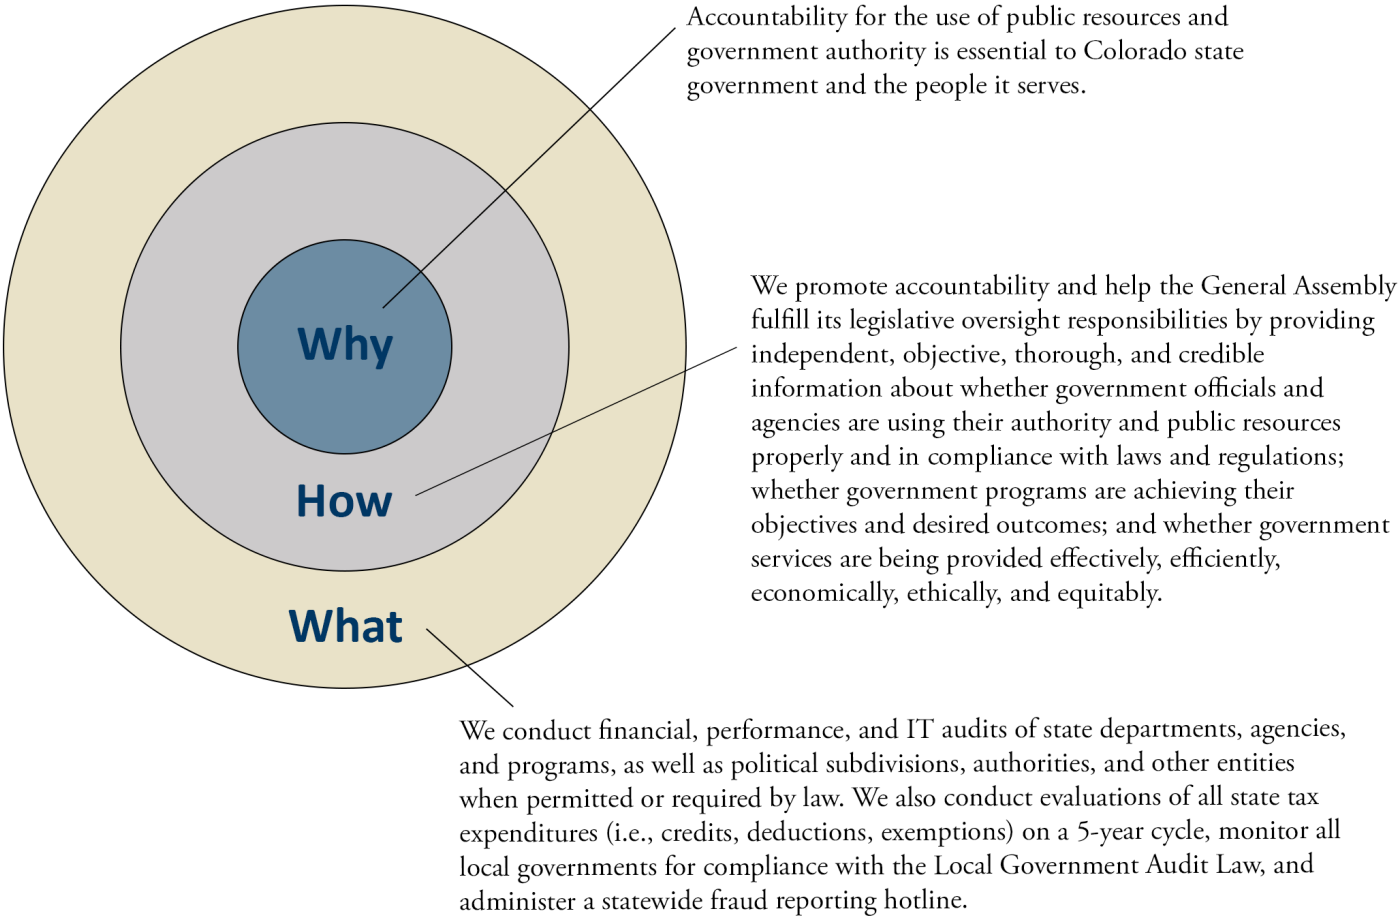 Accountability for the use of public resources and
government authority is essential to Colorado state
government and the people it serves.
Why
We promote accountability and help the General Assembly
fulfill its legislative oversight responsibilities by providing
independent, objective, thorough, and credible
information about whether government officials and
agencies are using their authority and public resources
properly and in compliance with laws and regulations;
whether government programs are achieving their
objectives and desired outcomes; and whether government
services are being provided effectively, efficiently,
economically, ethically, and equitably.
How
What
We conduct financial, performance, and IT audits of state departments, agencies,
and programs, as well as political subdivisions, authorities, and other entities
when permitted or required by law. We also conduct evaluations of all state tax
expenditures (i.e., credits, deductions, exemptions) on a 5-year cycle, monitor all
local governments for compliance with the Local Government Audit Law, and
administer a statewide fraud reporting hotline.